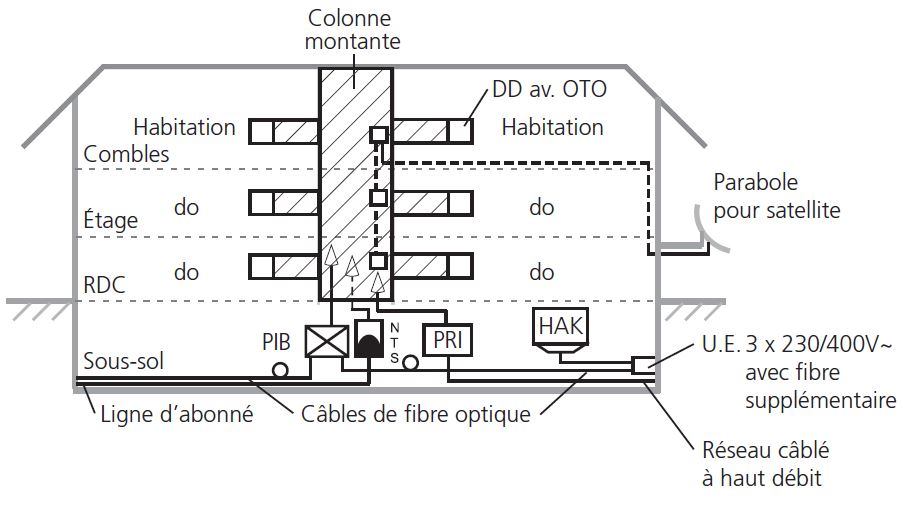 Colonne
montante
DD av. OTO
Habitation
Habitation
Combles
Parabole
pour satellite
do
do
Étage
do
do
RDC
HAK
PIB
NTS
PRI
U.E. 3 x 230/400V~
avec fibre
supplémentaire
Sous-sol
Ligne d'abonné
Câbles de fibre optique
Réseau câblé
à haut débit